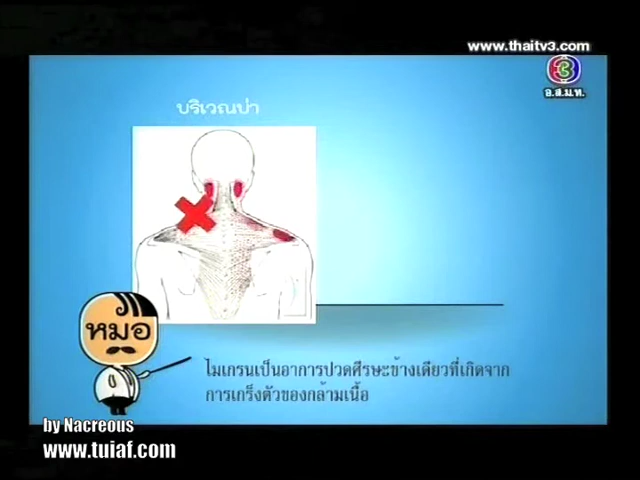 www.thaitv3.com
3
อ.ส.ม.ท.
บริเวณบ่า
หมอ
ไมเกรนเป็นอาการปวดศีรษะข้างเดียวที่เกิดจาก
การเกร็งตัวของกล้ามเนื้อ
by Nacreous
www.tuiaf.com